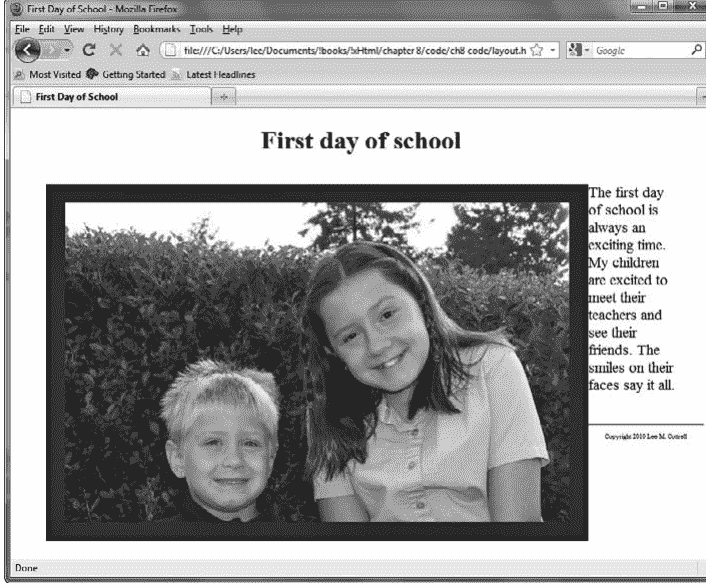 First Day of School - Mozilla Firefox
File Edit View History Bookmarks Tools Help
file:///C:/Users/lee/Documents/!books/!xHtml/chapter 8/code/ch8 code/layout.h
Google
Most Visited Getting Started Latest Headlines
First Day of School
First day of school
The first day
of school is
always an
exciting time.
My children
are excited to
meet their
teachers and
see their
friends. The
smiles on their
faces say it all.
Copyright 2010 Lee M. Cottrell
Done